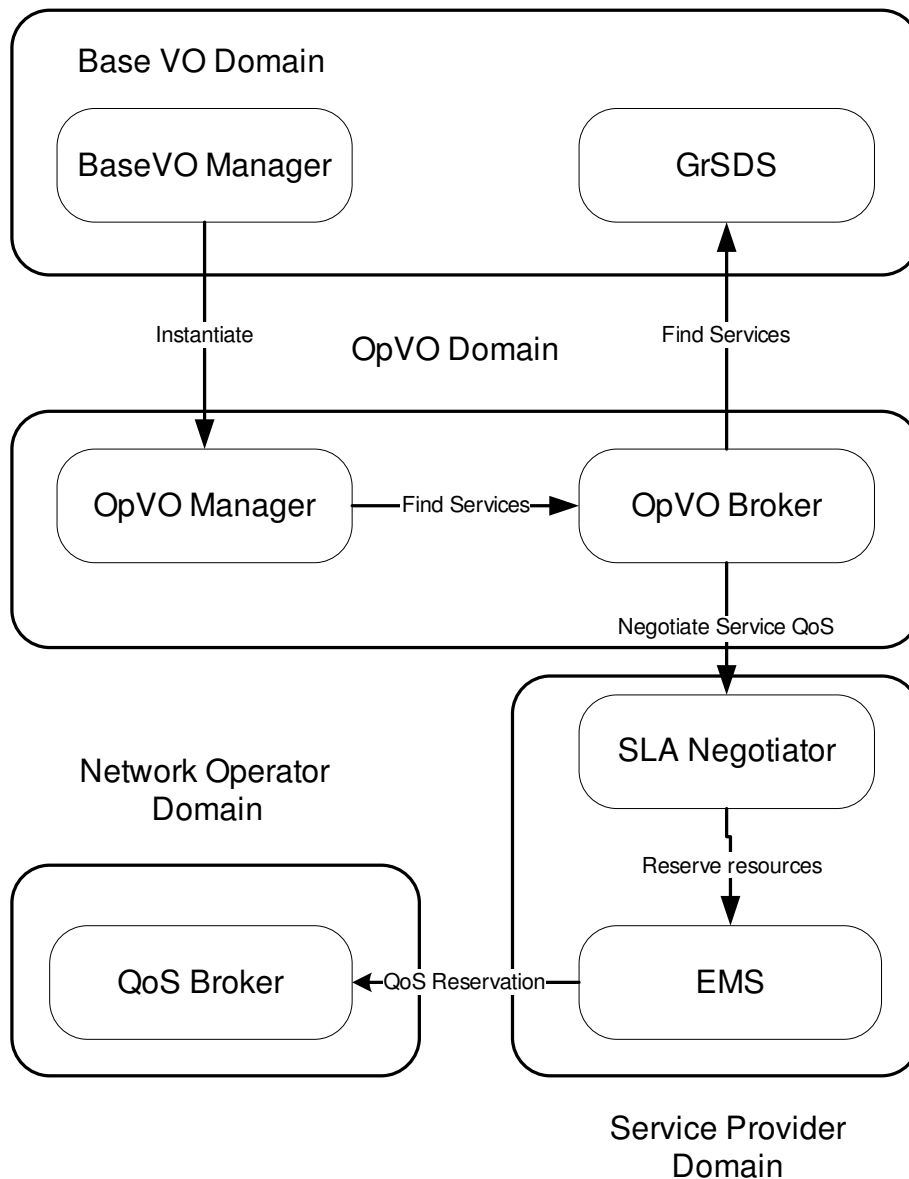 Base VO Domain
BaseVO Manager
GrSDS
Instantiate
Find Services
OpVO Domain
OpVO Manager
Find Services
OpVO Broker
Negotiate Service QoS
SLA Negotiator
Network Operator
Domain
Reserve resources
QoS Broker
QoS Reservation
EMS
Service Provider
Domain